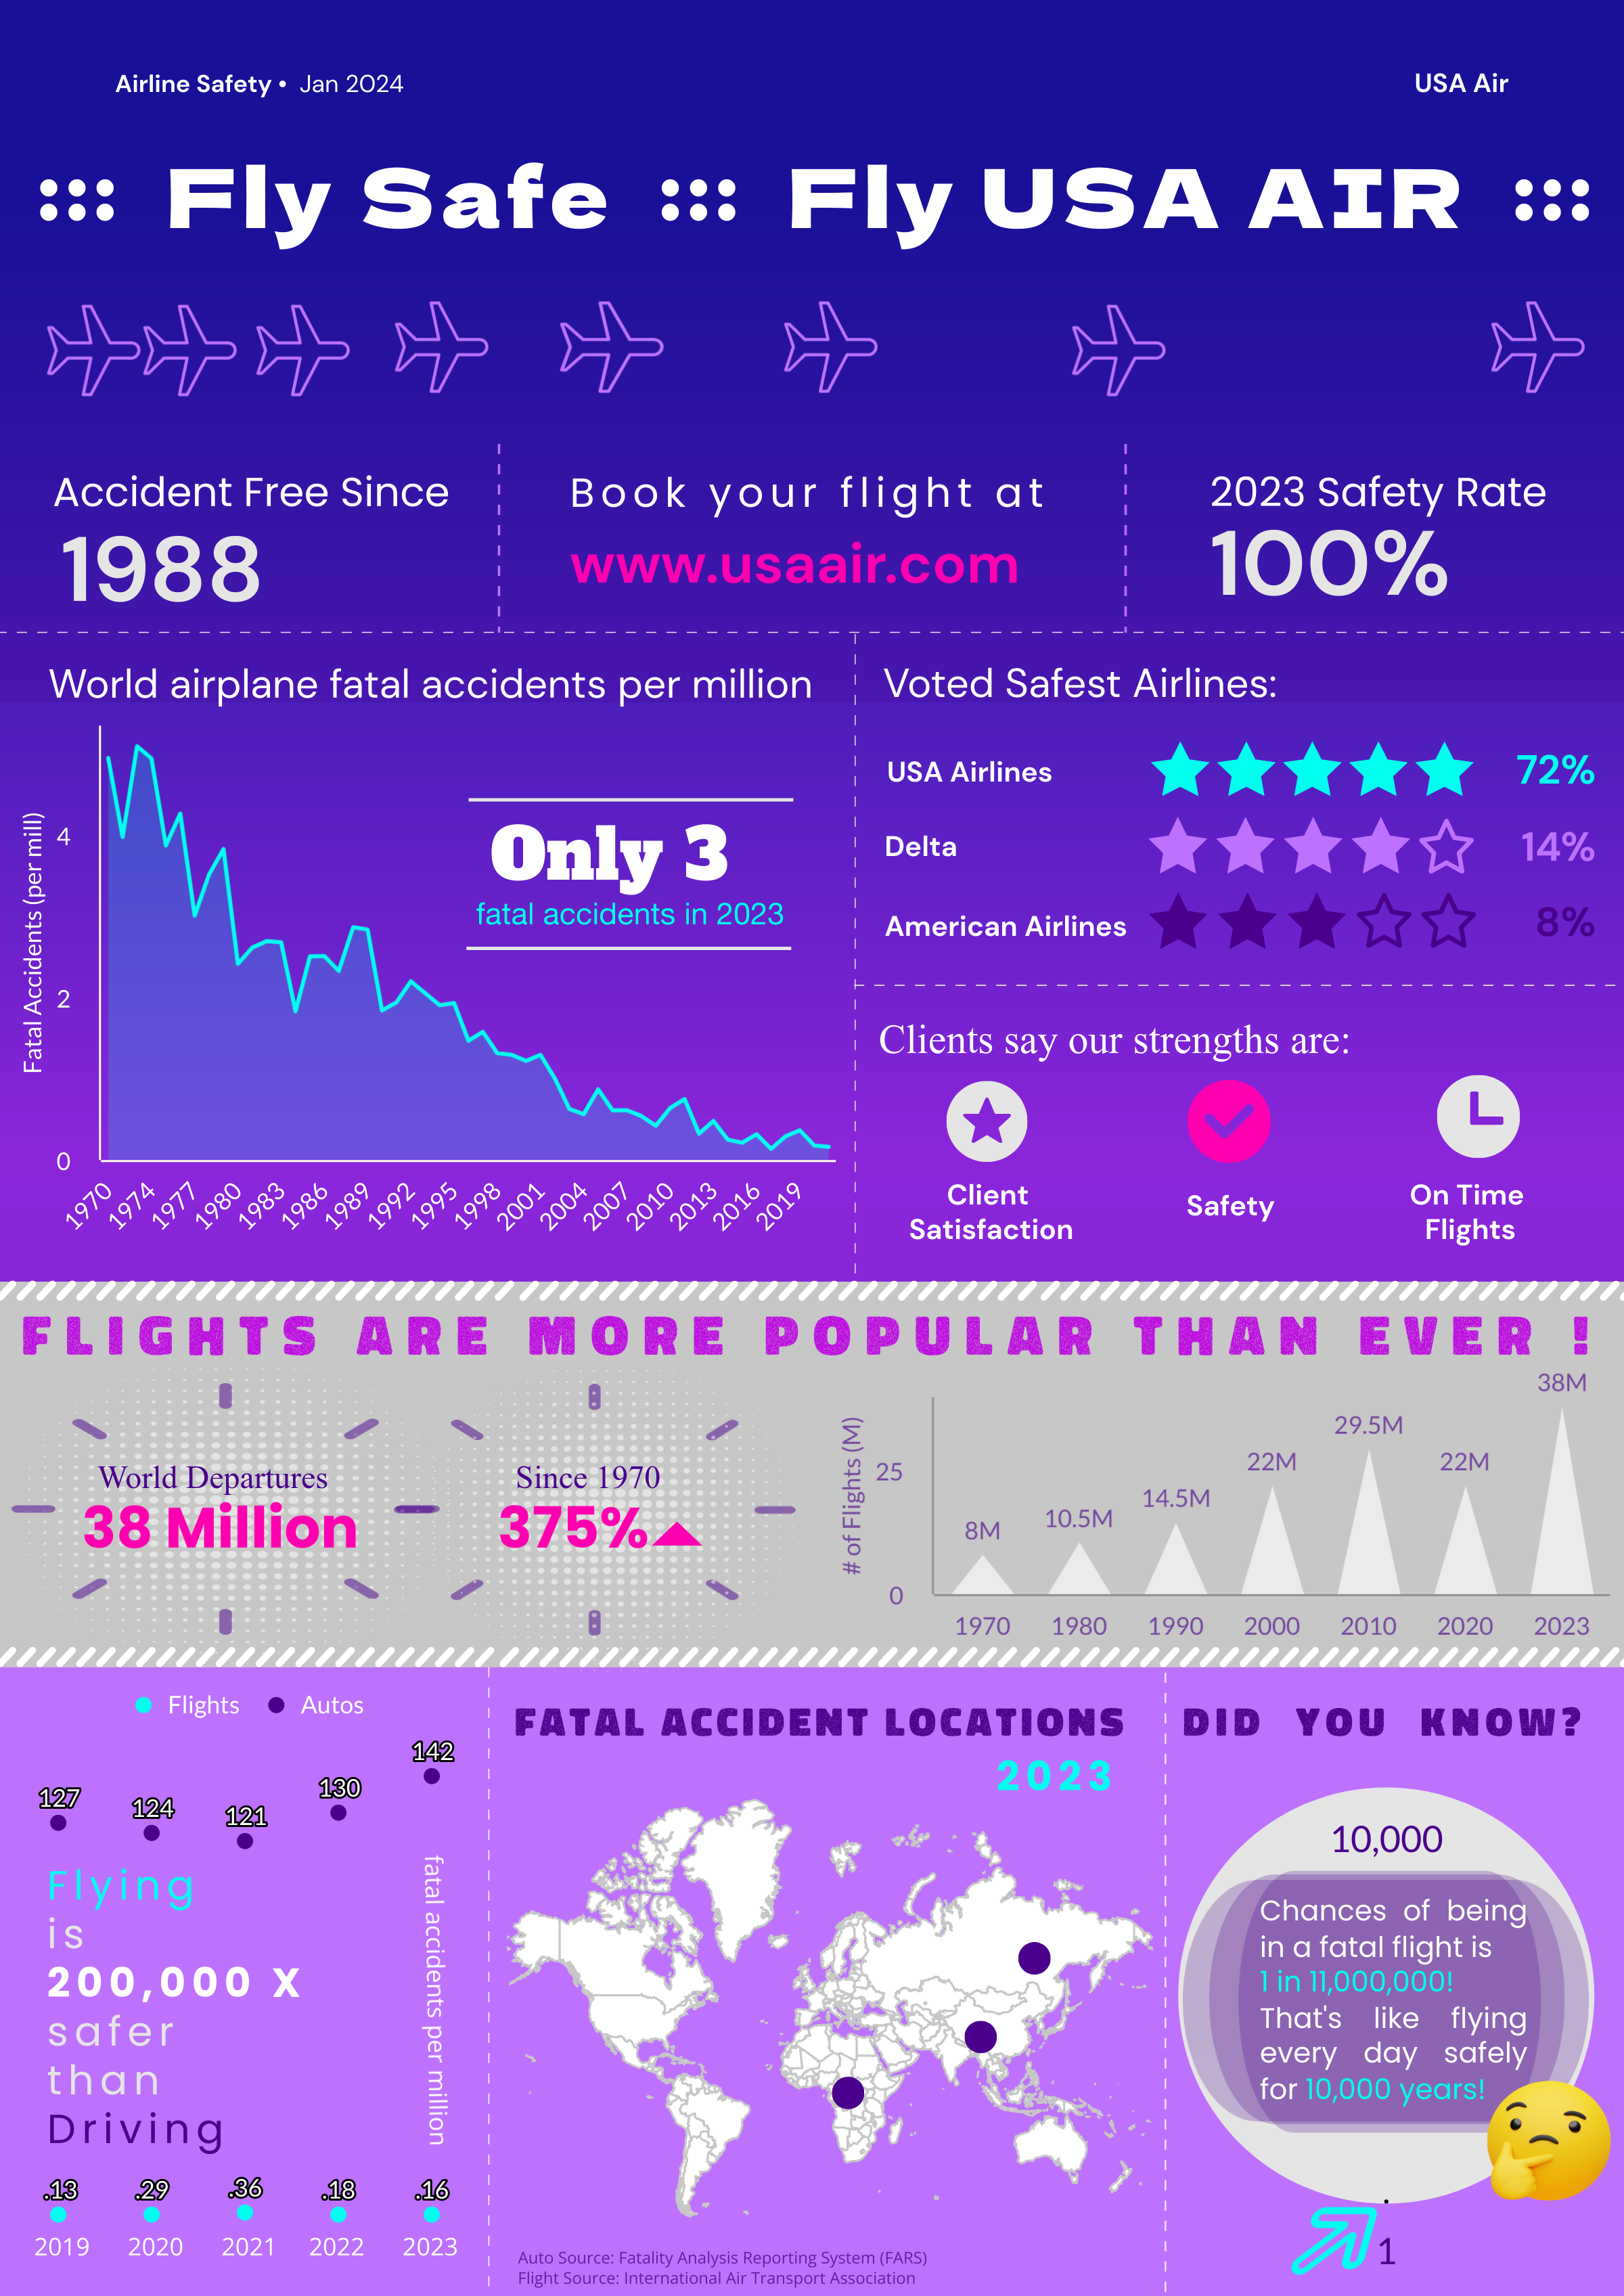 Airline Safety • Jan 2024
USA Air
Fly Safe
Fly USA AIR
Accident Free Since
1988
Book your flight at
www.usaair.com
2023 Safety Rate
100%
World airplane fatal accidents per million
Fatal Accidents (per mill)
4
2
0
1970
1974
1977
1980
1983
1986
1989
1992
1995
1998
2001
2004
2007
2010
2013
2016
2019
Only 3
fatal accidents in 2023
Voted Safest Airlines:
USA Airlines 72%
Delta 14%
American Airlines 8%
Clients say our strengths are:
Client
Satisfaction
Safety
On Time
Flights
FLIGHTS ARE MORE POPULAR THAN EVER !
World Departures
38 Million
Since 1970
375%
# of Flights (M)
25
0
8M
10.5M
14.5M
22M
29.5M
22M
38M
1970
1980
1990
2000
2010
2020
2023
Flights
Autos
127
124
121
130
142
Flying
is
200,000 X
safer
than
Driving
fatal accidents per million
.13
.29
.36
.18
.16
2019
2020
2021
2022
2023
FATAL ACCIDENT LOCATIONS
2023
Auto Source: Fatality Analysis Reporting System (FARS)
Flight Source: International Air Transport Association
DID YOU KNOW?
10,000
Chances of being
in a fatal flight is
1 in 11,000,000!
That's like flying
every day safely
for 10,000 years!
1